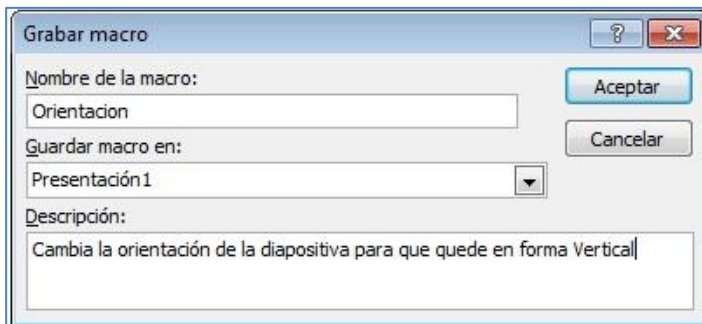 Grabar macro
Nombre de la macro:
Aceptar
Orientacion
Guardar macro en:
Cancelar
Presentación1
Descripción:
Cambia la orientación de la diapositiva para que quede en forma Vertical